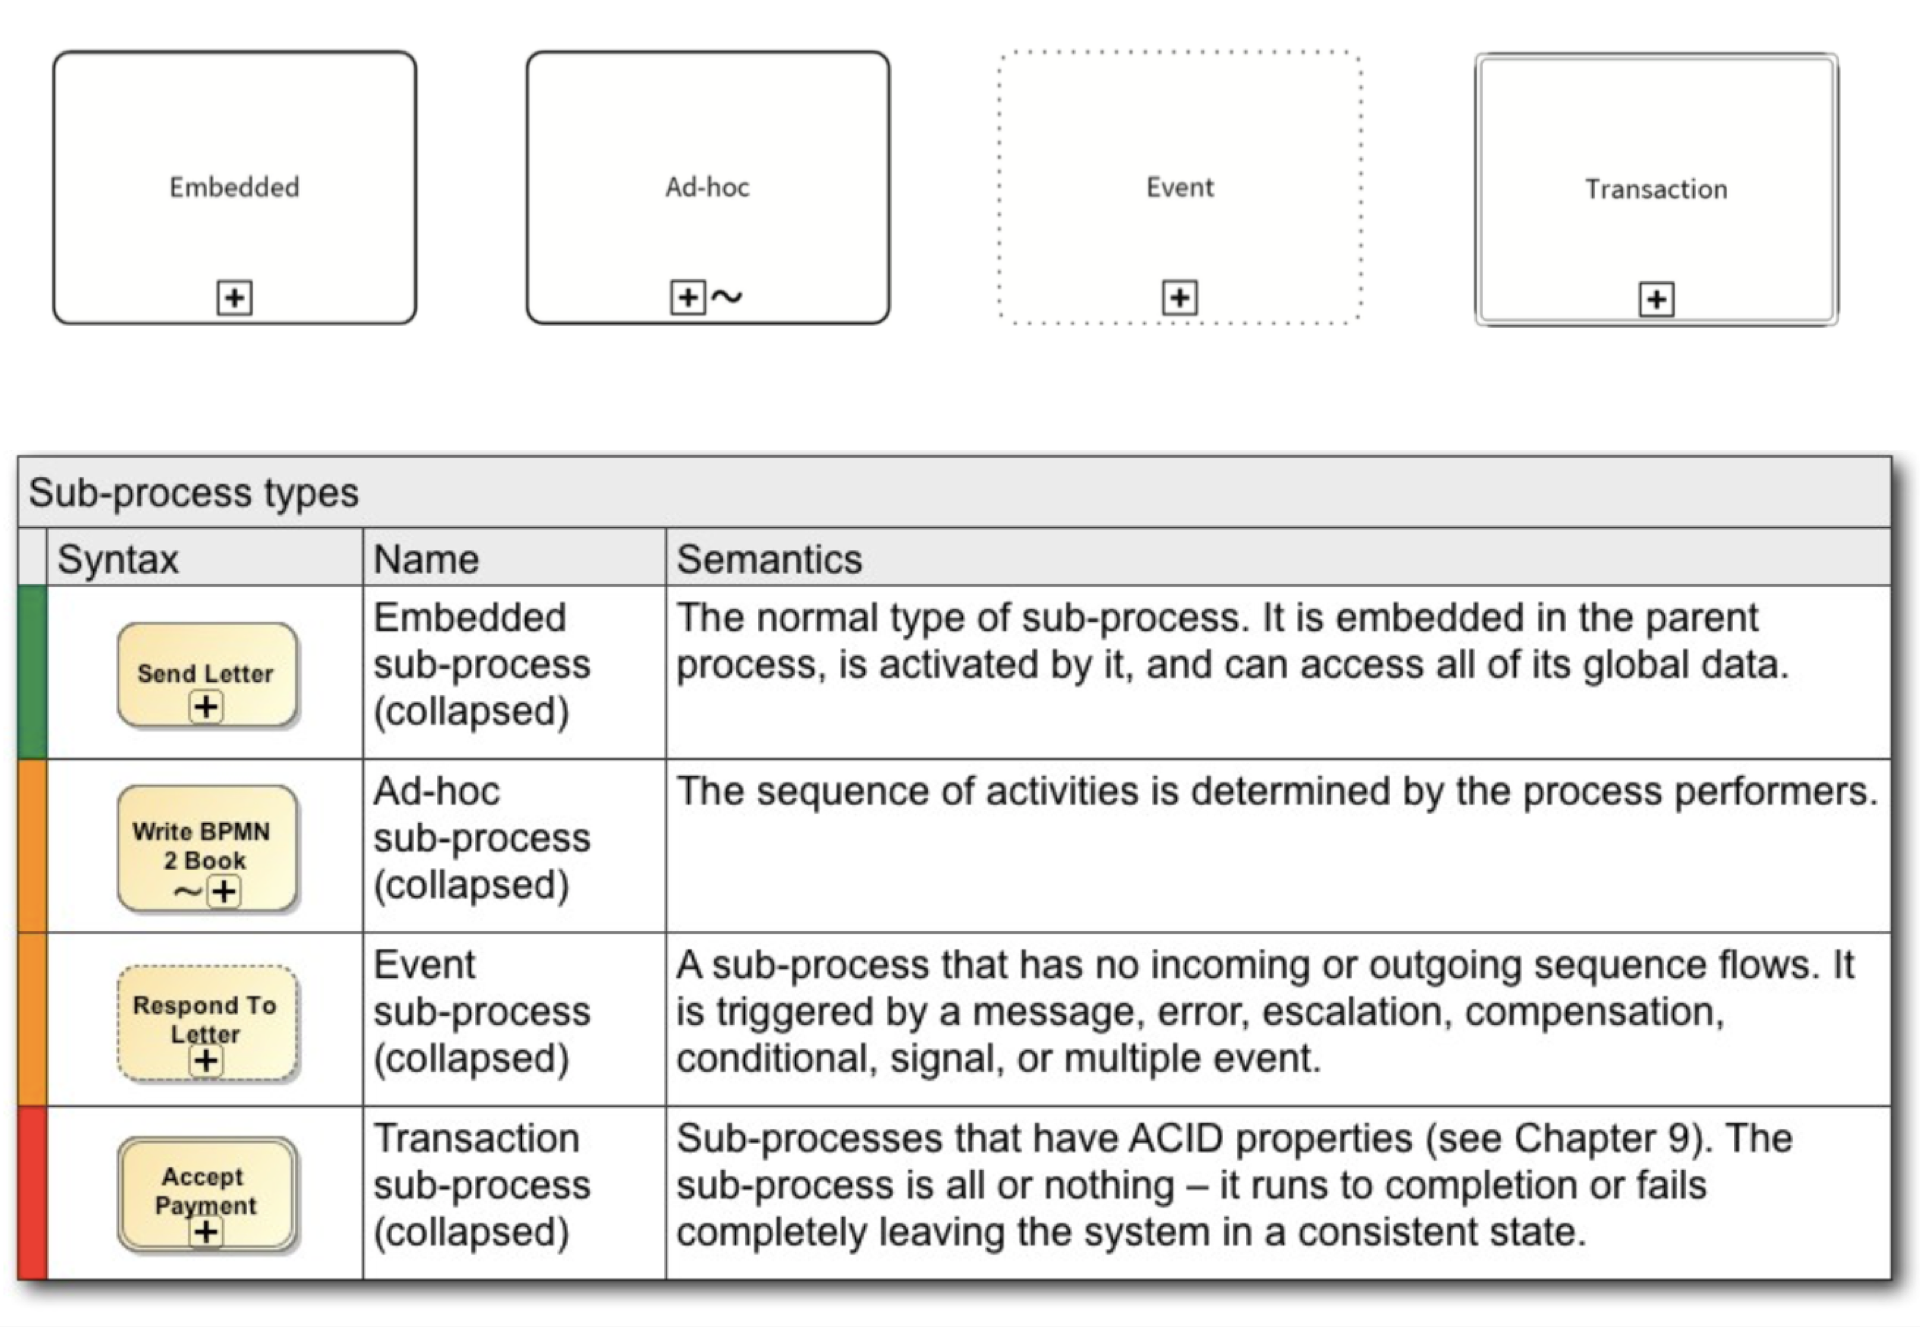 Embedded
Ad-hoc
~
Event
Transaction
Sub-process types
Syntax
Name
Semantics
Send Letter
Embedded
sub-process
(collapsed)
The normal type of sub-process. It is embedded in the parent
process, is activated by it, and can access all of its global data.
Write BPMN
2 Book
~
Ad-hoc
sub-process
(collapsed)
The sequence of activities is determined by the process performers.
Respond To
Letter
Event
sub-process
(collapsed)
A sub-process that has no incoming or outgoing sequence flows. It
is triggered by a message, error, escalation, compensation,
conditional, signal, or multiple event.
Accept
Payment
Transaction
sub-process
(collapsed)
Sub-processes that have ACID properties (see Chapter 9). The
sub-process is all or nothing – it runs to completion or fails
completely leaving the system in a consistent state.